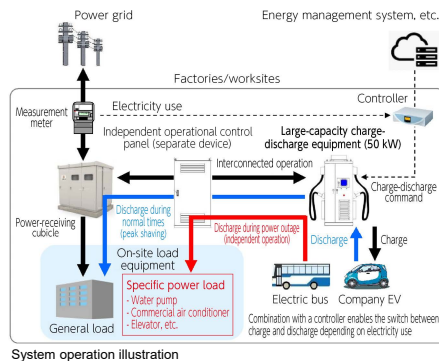 Power grid
Energy management system, etc.
Factories/worksites
Measurement
meter
Electricity use
Controller
Independent operational control
panel (separate device)
Large-capacity charge-
discharge equipment (50 kW)
Interconnected operation
Charge-discharge
command
Power-receiving
cubicle
Discharge during
normal times
(peak shaving)
Discharge during power outage
(independent operation)
Discharge
Charge
On-site load
equipment
Specific power load
- Water pump
- Commercial air conditioner
- Elevator, etc.
General load
Electric bus
Company EV
Combination with a controller enables the switch between
charge and discharge depending on electricity use
System operation illustration